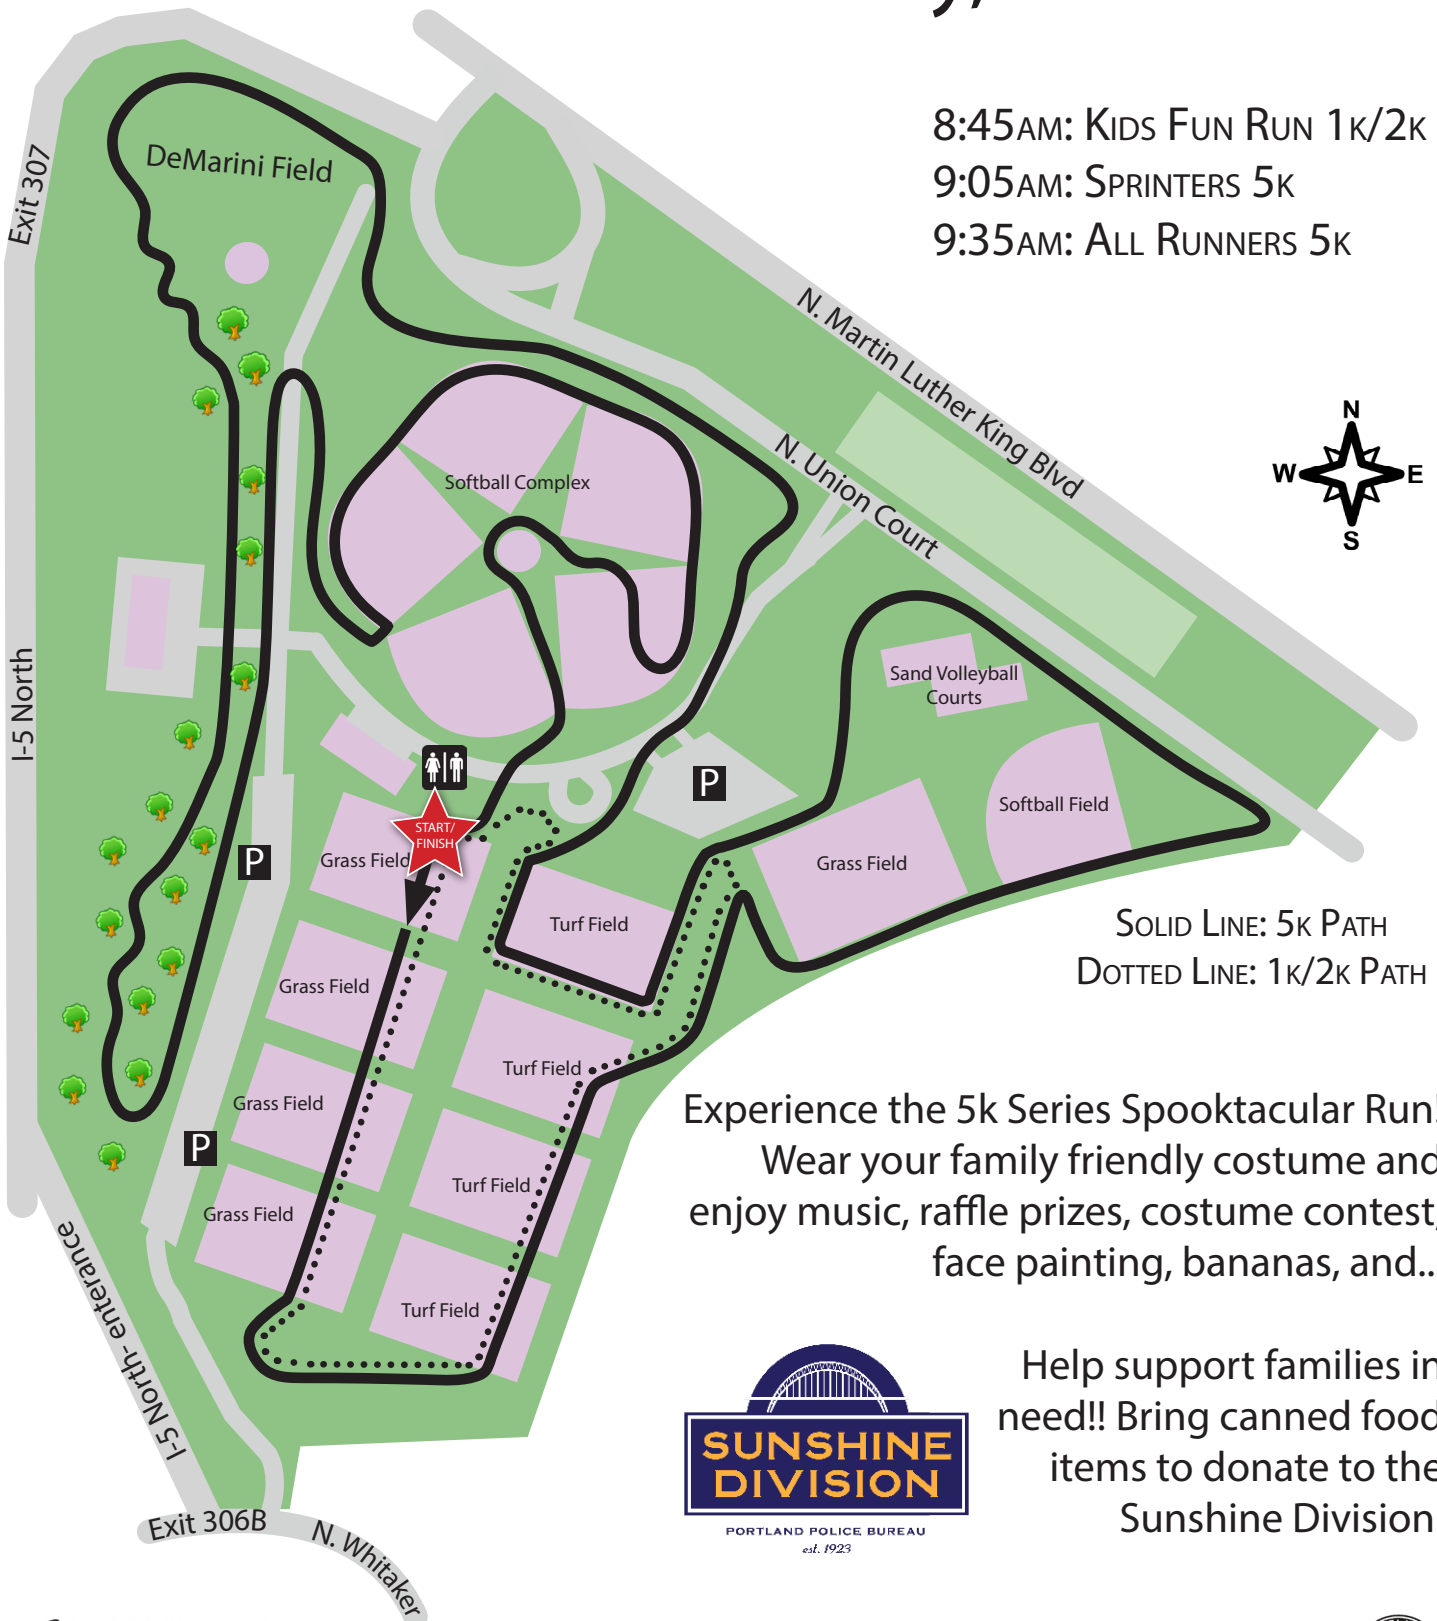 8:45AM: KIDS FUN RUN 1K/2K
9:05AM: SPRINTERS 5K
9:35AM: ALL RUNNERS 5K
Exit 307
DeMarini Field
N. Martin Luther King Blvd
N. Union Court
N
W
E
S
Softball Complex
I-5 North
Sand Volleyball
Courts
Softball Field
P
START/
FINISH
Grass Field
Grass Field
P
Turf Field
SOLID LINE: 5K PATH
DOTTED LINE: 1K/2K PATH
Grass Field
Turf Field
Grass Field
P
Turf Field
Grass Field
Turf Field
I-5 North- enterance
Exit 306B
N. Whitaker
Experience the 5k Series Spooktacular Run!
Wear your family friendly costume and
enjoy music, raffle prizes, costume contest,
face painting, bananas, and..
Help support families in
need!! Bring canned food
items to donate to the
Sunshine Division
SUNSHINE
DIVISION
PORTLAND POLICE BUREAU
est. 1923